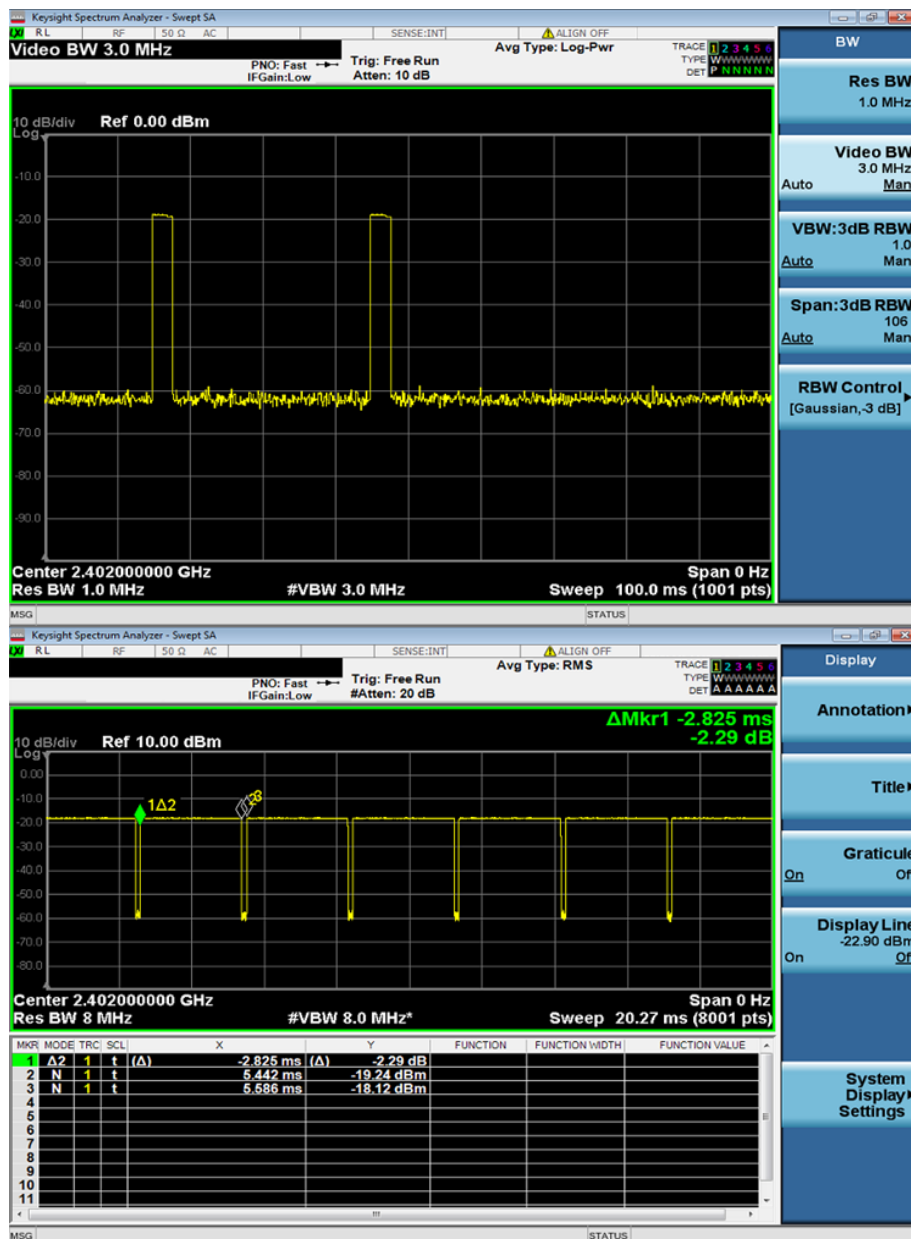 Keysight Spectrum Analyzer - Swept SA
RL RF 50 Ω AC SENSE:INT ALIGN OFF
Video BW 3.0 MHz
PNO: Fast
IFGain:Low
Trig: Free Run
Atten: 10 dB
Avg Type: Log-Pwr
TRACE 1 2 3 4 5 6
TYPE W
DET P N N N N N
10 dB/div Ref 0.00 dBm
Log
-10.0
-20.0
-30.0
-40.0
-50.0
-60.0
-70.0
-80.0
-90.0
Center 2.402000000 GHz Span 0 Hz
Res BW 1.0 MHz #VBW 3.0 MHz Sweep 100.0 ms (1001 pts)
MSG STATUS
BW
Res BW
1.0 MHz
Video BW
3.0 MHz
Auto Man
VBW:3dB RBW
1.0
Auto Man
Span:3dB RBW
106
Auto Man
RBW Control
[Gaussian,-3 dB]
Keysight Spectrum Analyzer - Swept SA
RL RF 50 Ω AC SENSE:INT ALIGN OFF
PNO: Fast
IFGain:Low
Trig: Free Run
#Atten: 20 dB
Avg Type: RMS
TRACE 1 2 3 4 5 6
TYPE W
DET A A A A A A
ΔMkr1 -2.825 ms
-2.29 dB
10 dB/div Ref 10.00 dBm
Log
0.00
-10.0
-20.0
-30.0
-40.0
-50.0
-60.0
-70.0
-80.0
1Δ2
2 3
Center 2.402000000 GHz Span 0 Hz
Res BW 8 MHz #VBW 8.0 MHz* Sweep 20.27 ms (8001 pts)
MKR MODE TRC SCL X Y FUNCTION FUNCTION WIDTH FUNCTION VALUE
1 Δ2 1 t (Δ) -2.825 ms (Δ) -2.29 dB
2 N 1 t 5.442 ms -19.24 dBm
3 N 1 t 5.586 ms -18.12 dBm
4
5
6
7
8
9
10
11
MSG STATUS
Display
Annotation
Title
Graticule
On Of
Display Line
-22.90 dBm
On Of
System
Display
Settings